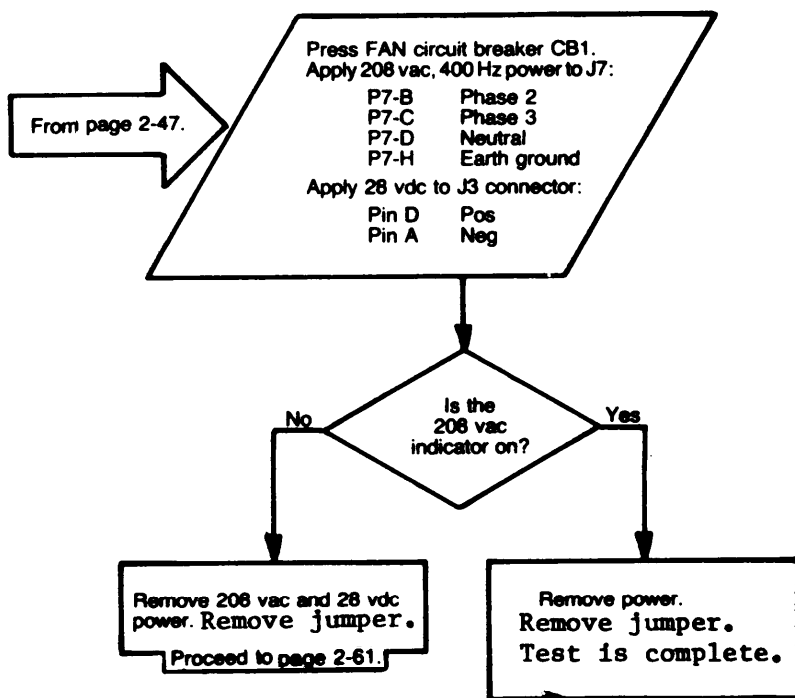 Press FAN circuit breaker CB1.
Apply 208 vac, 400 Hz power to J7:
P7-B Phase 2
P7-C Phase 3
P7-D Neutral
P7-H Earth ground
Apply 28 vdc to J3 connector:
Pin D Pos
Pin A Neg
From page 2-47.
Is the
208 vac
indicator on?
No
Yes
Remove 208 vac and 28 vdc
power. Remove jumper.
Proceed to page 2-61.
Remove power.
Remove jumper.
Test is complete.